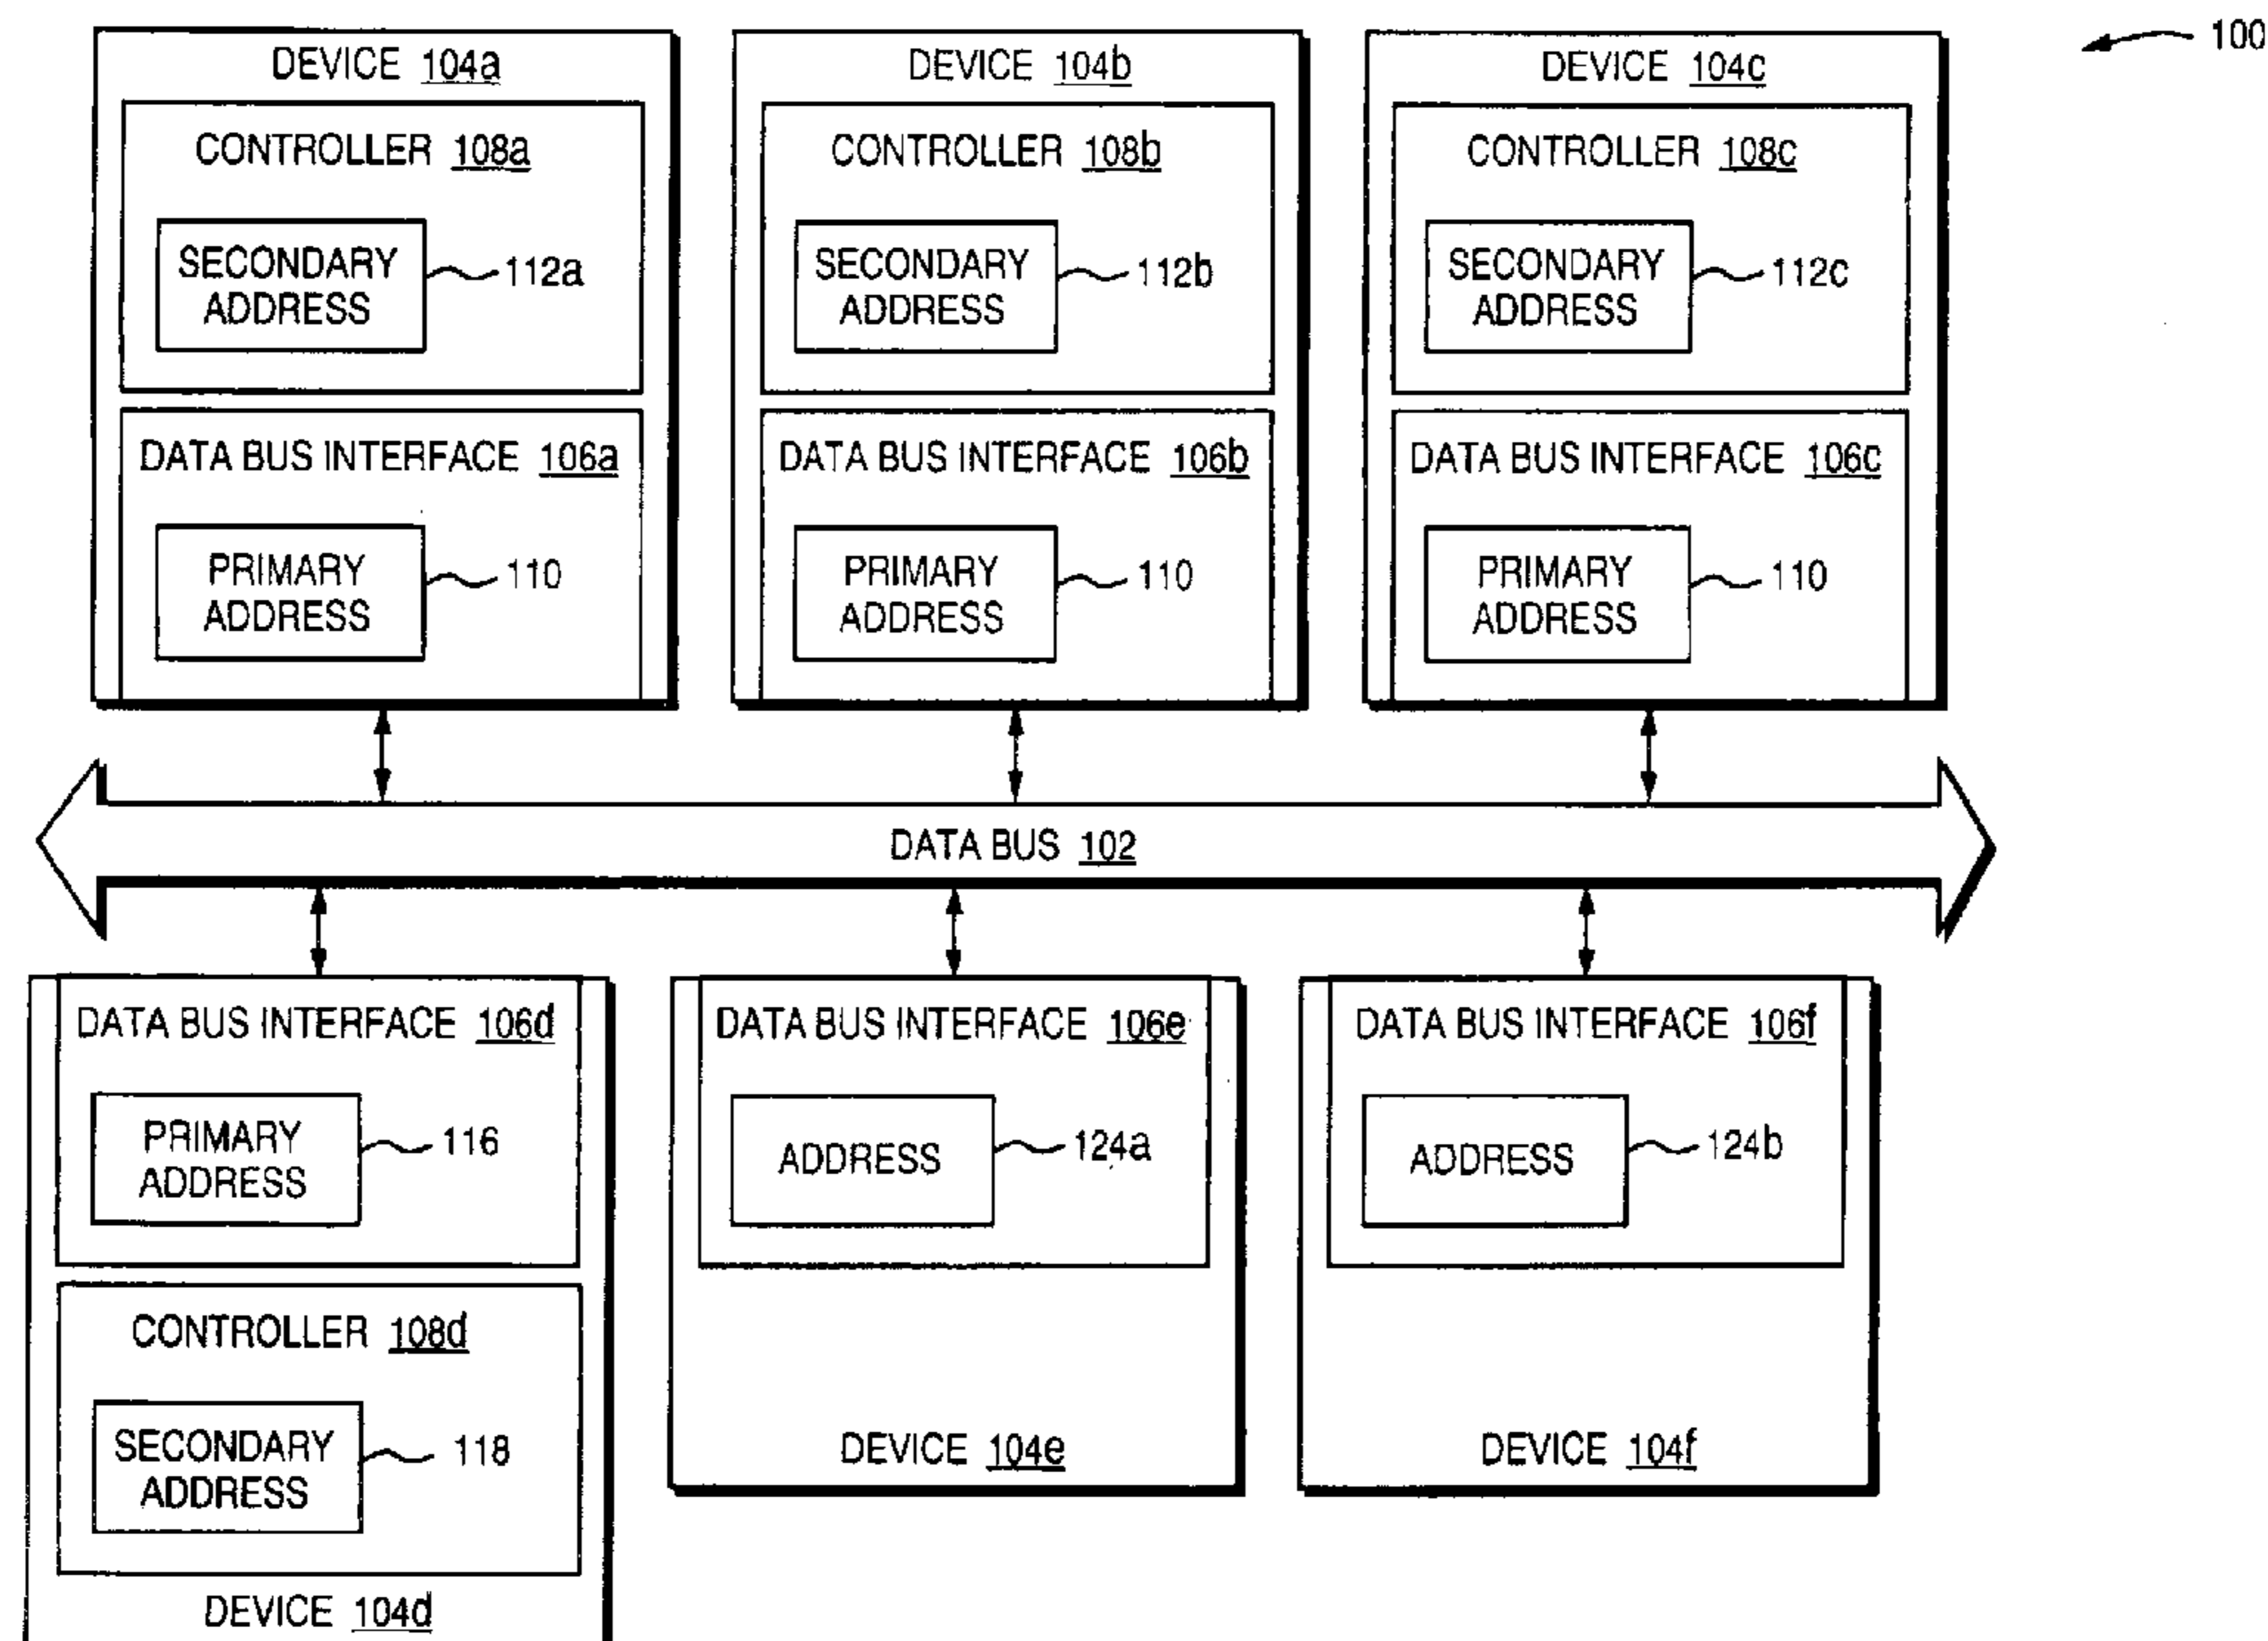 100
DEVICE 104a
CONTROLLER 108a
SECONDARY
ADDRESS
112a
DATA BUS INTERFACE 106a
PRIMARY
ADDRESS
110
DEVICE 104b
CONTROLLER 108b
SECONDARY
ADDRESS
112b
DATA BUS INTERFACE 106b
PRIMARY
ADDRESS
110
DEVICE 104c
CONTROLLER 108c
SECONDARY
ADDRESS
112c
DATA BUS INTERFACE 106c
PRIMARY
ADDRESS
110
DATA BUS 102
DATA BUS INTERFACE 106d
PRIMARY
ADDRESS
116
CONTROLLER 108d
SECONDARY
ADDRESS
118
DEVICE 104d
DATA BUS INTERFACE 106e
ADDRESS
124a
DEVICE 104e
DATA BUS INTERFACE 106f
ADDRESS
124b
DEVICE 104f